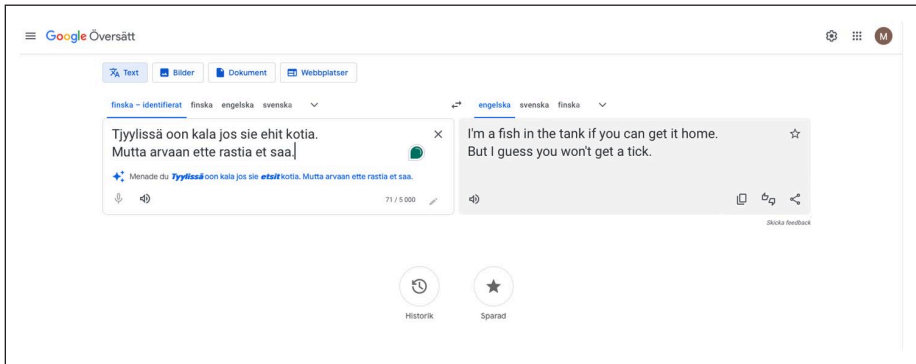 Google Översätt
M
Text Bilder Dokument Webbplatser
finska – identifierat finska engelska svenska
engelska svenska finska
Tjyylissä oon kala jos sie ehit kotia.
Mutta arvaan ette rastia et saa.
I'm a fish in the tank if you can get it home.
But I guess you won't get a tick.
Menade du Tyylissä oon kala jos sie etsit kotia. Mutta arvaan ette rastia et saa.
71 / 5 000
Skicka feedback
Historik Sparad